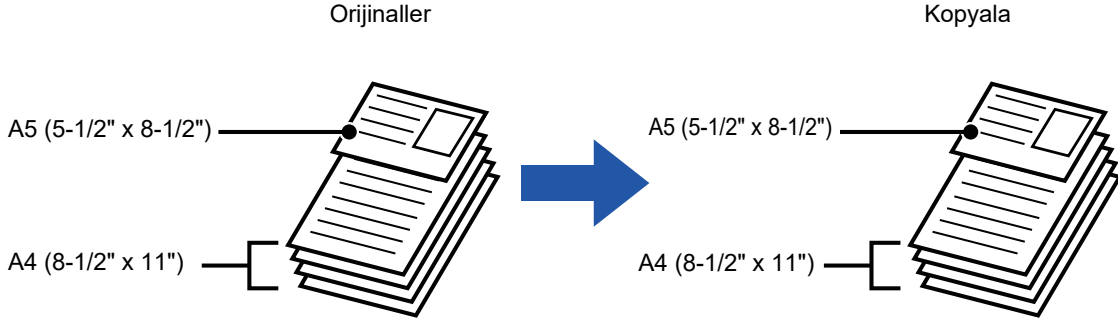 Orijinaller
Kopyala
A5 (5-1/2" x 8-1/2")
A5 (5-1/2" x 8-1/2")
A4 (8-1/2" x 11")
A4 (8-1/2" x 11")